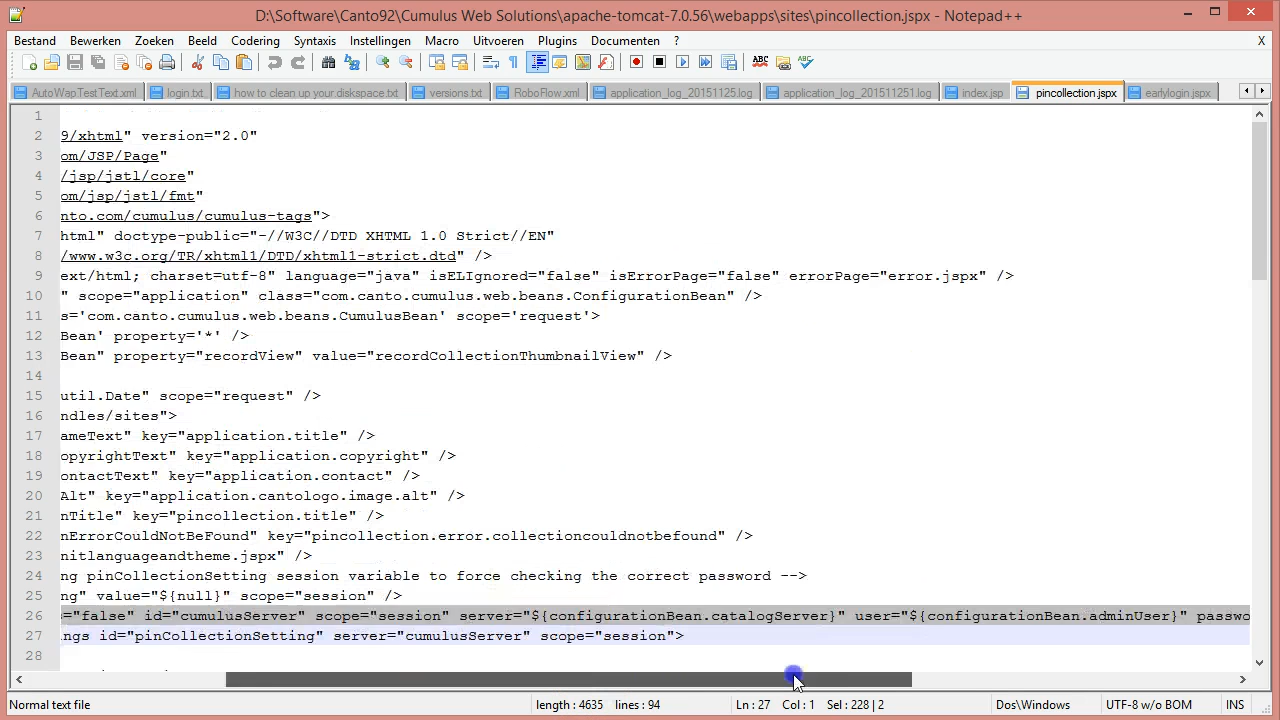 D:\Software\Canto92\Cumulus Web Solutions\apache-tomcat-7.0.56\webapps\sites\pincollection.jspx - Notepad++
Bestand Bewerken Zoeken Beeld Codering Syntaxis Instellingen Macro Uitvoeren Plugins Documenten ? X
AutoWapTestText.xml login.txt how to clean up your.diskspace.txt versions.txt RoboFlow.xml application_log_20151125.log application_log_201511251.log index.jsp pincollection.jspx earlylogin.jspx
1
2 9/xhtml" version="2.0"
3 om/JSP/Page"
4 /jsp/jstl/core"
5 om/jsp/jstl/fmt"
6 nto.com/cumulus/cumulus-tags">
7 html" doctype-public="-//W3C//DTD XHTML 1.0 Strict//EN"
8 /www.w3c.org/TR/xhtml1/DTD/xhtml1-strict.dtd" />
9 ext/html; charset=utf-8" language="java" isELIgnored="false" isErrorPage="false" errorPage="error.jspx" />
10 " scope="application" class="com.canto.cumulus.web.beans.ConfigurationBean" />
11 s='com.canto.cumulus.web.beans.CumulusBean' scope='request'>
12 Bean' property='*' />
13 Bean" property="recordView" value="recordCollectionThumbnailView" />
14
15 util.Date" scope="request" />
16 ndles/sites">
17 ameText" key="application.title" />
18 opyrightText" key="application.copyright" />
19 ontactText" key="application.contact" />
20 Alt" key="application.cantologo.image.alt" />
21 nTitle" key="pincollection.title" />
22 nErrorCouldNotBeFound" key="pincollection.error.collectioncouldnotbefound" />
23 nitlanguageandtheme.jspx" />
24 ng pinCollectionSetting session variable to force checking the correct password -->
25 ng" value="${null}" scope="session" />
26 ="false" id="cumulusServer" scope="session" server="${configurationBean.catalogServer}" user="${configurationBean.adminUser}" passwo
27 ngs id="pinCollectionSetting" server="cumulusServer" scope="session">
28
Normal text file length : 4635 lines : 94 Ln : 27 Col : 1 Sel : 228 | 2 Dos\Windows UTF-8 w/o BOM INS